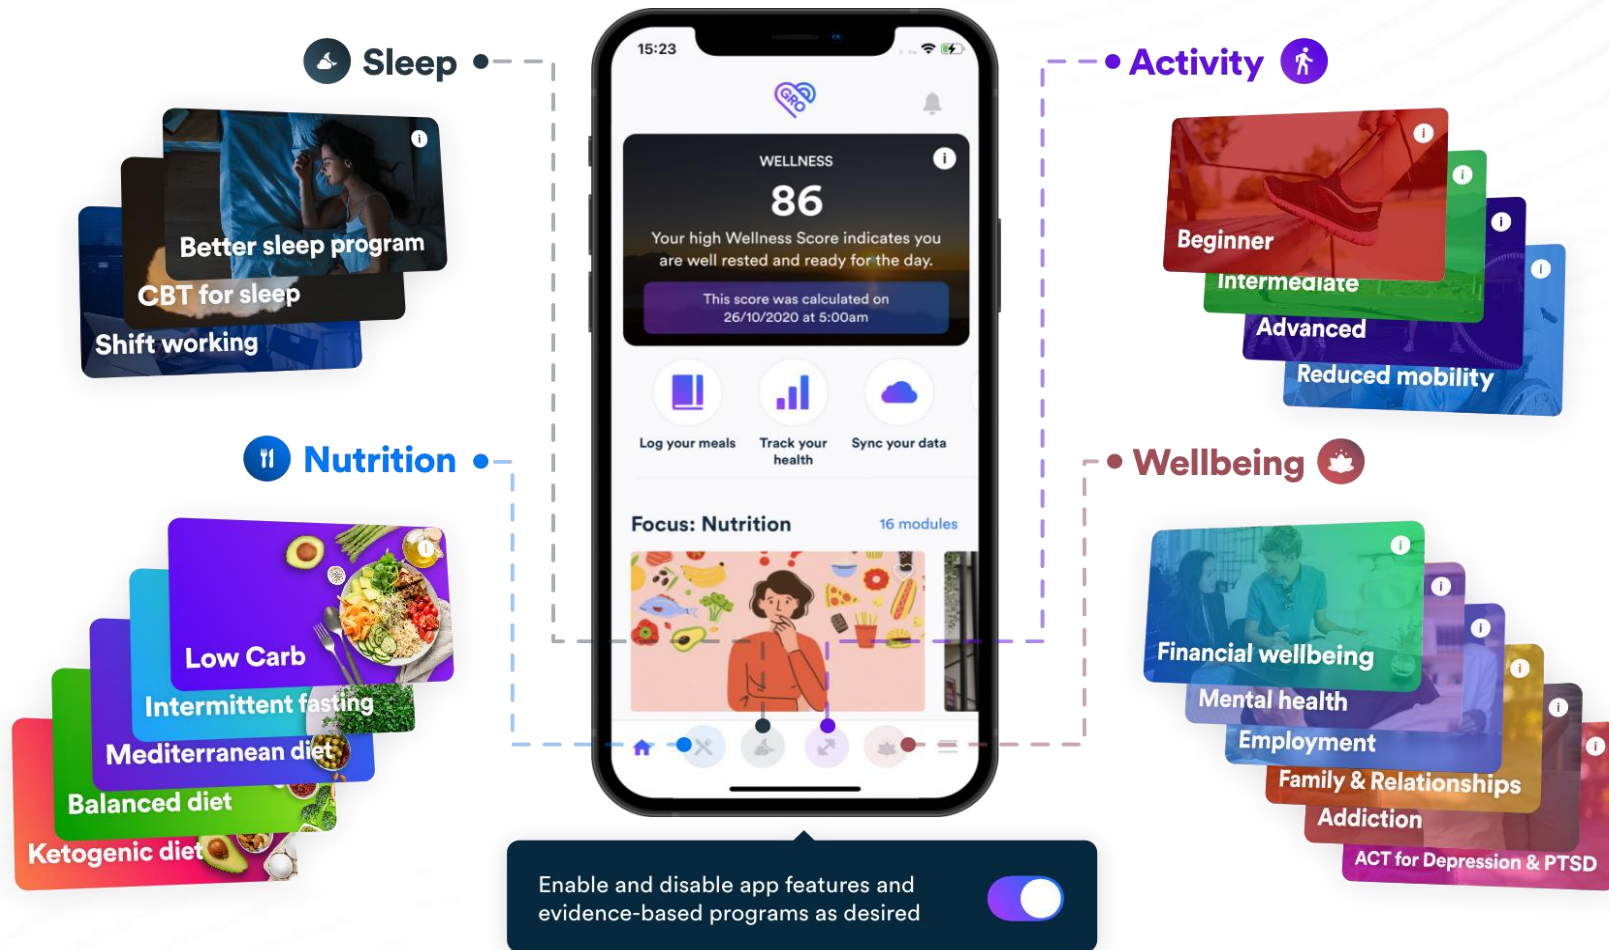 Sleep
Better sleep program
CBT for sleep
Shift working
Nutrition
Low Carb
Intermittent fasting
Mediterranean diet
Balanced diet
Ketogenic diet
15:23
GRO
WELLNESS
i
86
Your high Wellness Score indicates you
are well rested and ready for the day.
This score was calculated on
26/10/2020 at 5:00am
Log your meals
Track your
health
Sync your data
Focus: Nutrition
16 modules
Enable and disable app features and
evidence-based programs as desired
Activity
Beginner
Intermediate
Advanced
Reduced mobility
Wellbeing
Financial wellbeing
Mental health
Employment
Family & Relationships
Addiction
ACT for Depression & PTSD